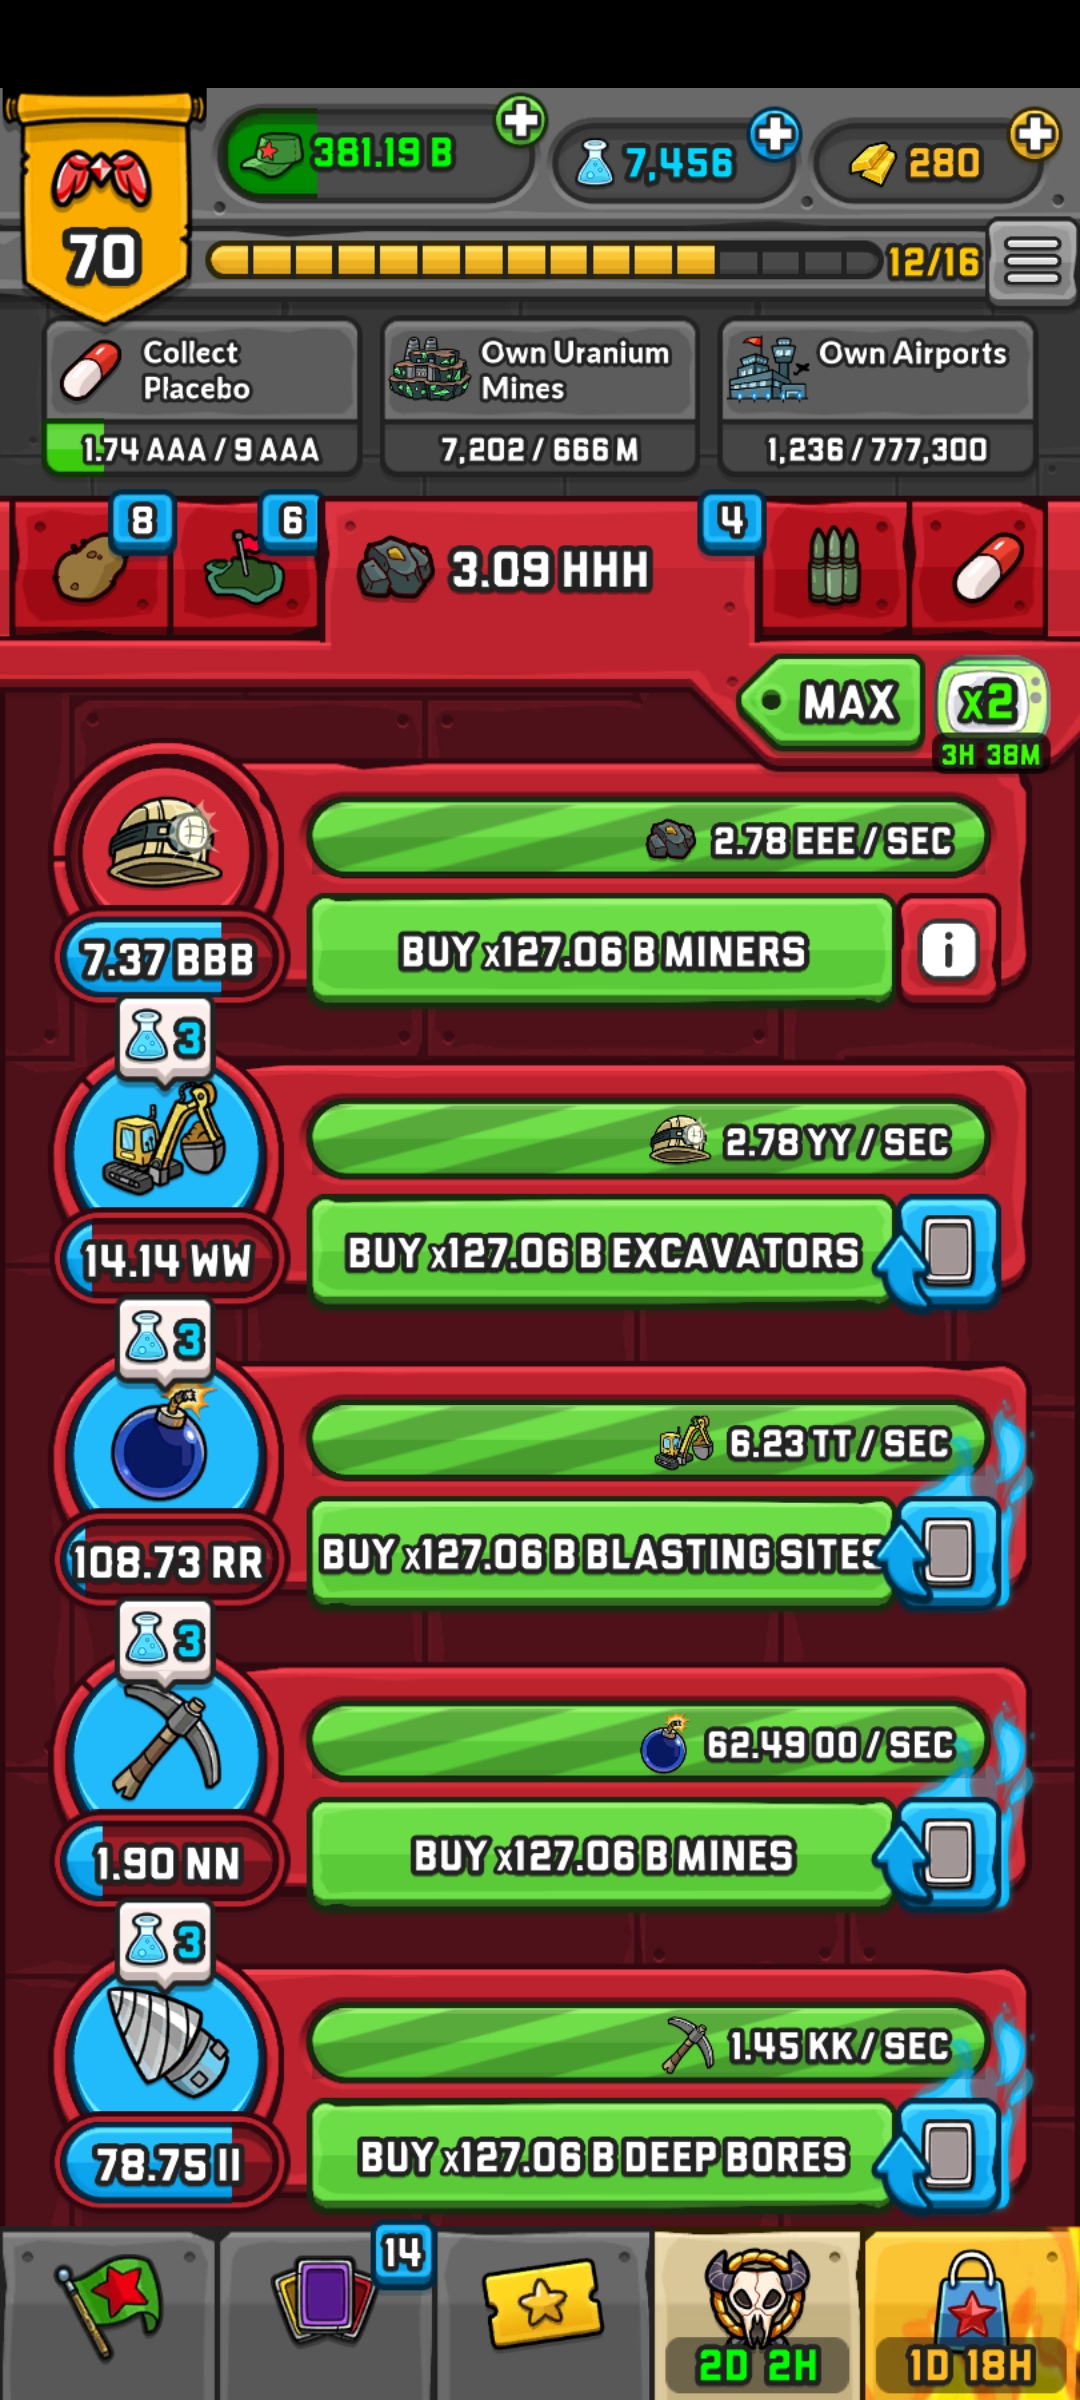 381.19 B
7,456
280
70
12/16
Collect
Placebo
1.74 AAA / 9 AAA
Own Uranium
Mines
7,202 / 666 M
Own Airports
1,236 / 777,300
8
6
3.09 HHH
4
MAX
x2
3H 38M
2.78 EEE / SEC
7.37 BBB
BUY x127.06 B MINERS
i
3
2.78 YY / SEC
14.14 WW
BUY x127.06 B EXCAVATORS
3
6.23 TT / SEC
108.73 RR
BUY x127.06 B BLASTING SITES
3
62.49 OO / SEC
1.90 NN
BUY x127.06 B MINES
3
1.45 KK / SEC
78.75 II
BUY x127.06 B DEEP BORES
14
2D 2H
1D 18H